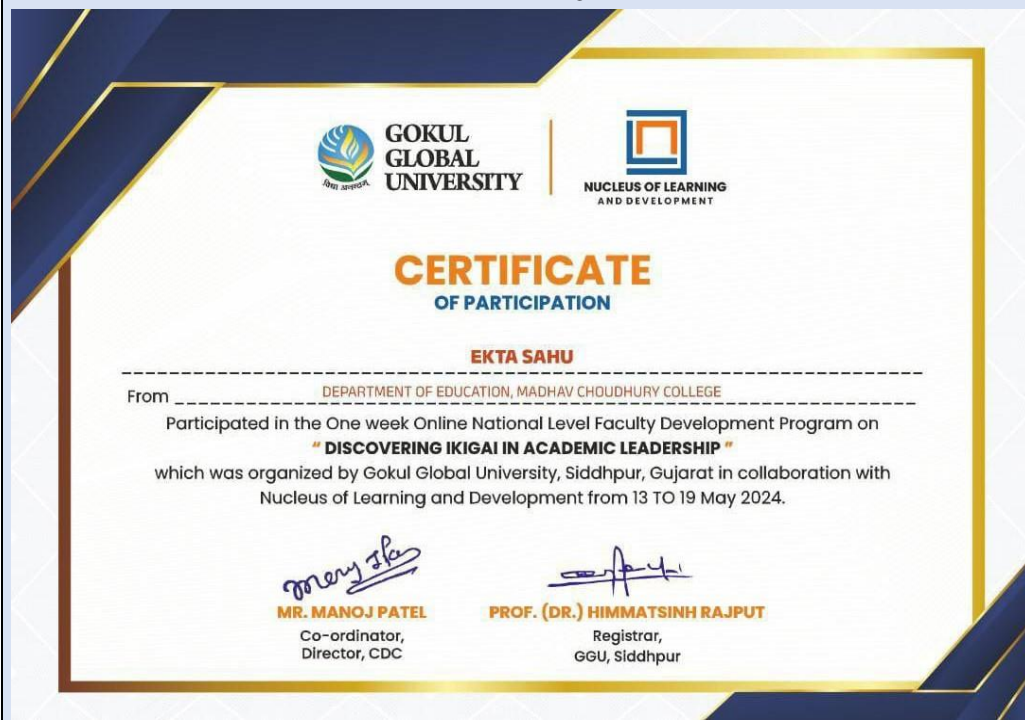 GOKUL
GLOBAL
UNIVERSITY
NUCLEUS OF LEARNING
AND DEVELOPMENT
CERTIFICATE
OF PARTICIPATION
EKTA SAHU
From DEPARTMENT OF EDUCATION, MADHAV CHOUDHURY COLLEGE
Participated in the One week Online National Level Faculty Development Program on
“ DISCOVERING IKIGAI IN ACADEMIC LEADERSHIP ”
which was organized by Gokul Global University, Siddhpur, Gujarat in collaboration with
Nucleus of Learning and Development from 13 TO 19 May 2024.
MR. MANOJ PATEL
Co-ordinator,
Director, CDC
PROF. (DR.) HIMMATSINH RAJPUT
Registrar,
GGU, Siddhpur